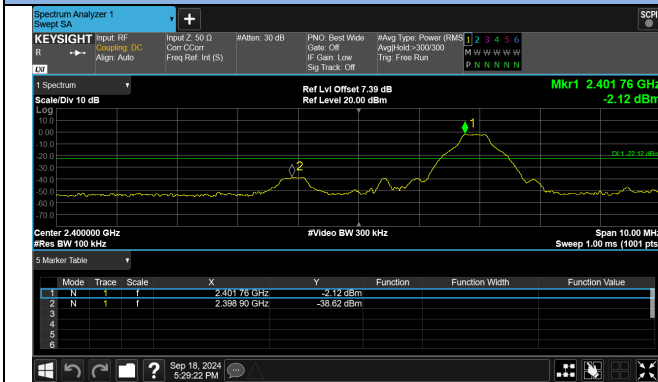 Spectrum Analyzer 1
Swept SA
SCPI
KEYSIGHT
R
LXI
Input: RF
Coupling: DC
Align: Auto
Input Z: 50 Ω
Corr CCorr
Freq Ref: Int (S)
#Atten: 30 dB
PNO: Best Wide
Gate: Off
IF Gain: Low
Sig Track: Off
#Avg Type: Power (RMS
Avg|Hold:>300/300
Trig: Free Run
1 2 3 4 5 6
M W W W W W
P N N N N N
1 Spectrum
Scale/Div 10 dB
Log
Ref Lvl Offset 7.39 dB
Ref Level 20.00 dBm
Mkr1 2.401 76 GHz
-2.12 dBm
10.0
0.00
-10.0
-20.0
-30.0
-40.0
-50.0
-60.0
-70.0
1
2
DL1 -22.12 dBm
Center 2.400000 GHz
#Res BW 100 kHz
#Video BW 300 kHz
Span 10.00 MHz
Sweep 1.00 ms (1001 pts
5 Marker Table
Mode Trace Scale X Y Function Function Width Function Value
1 N 1 f 2.401 76 GHz -2.12 dBm
2 N 1 f 2.398 90 GHz -38.62 dBm
3
4
5
6
?
Sep 18, 2024
5:29:22 PM